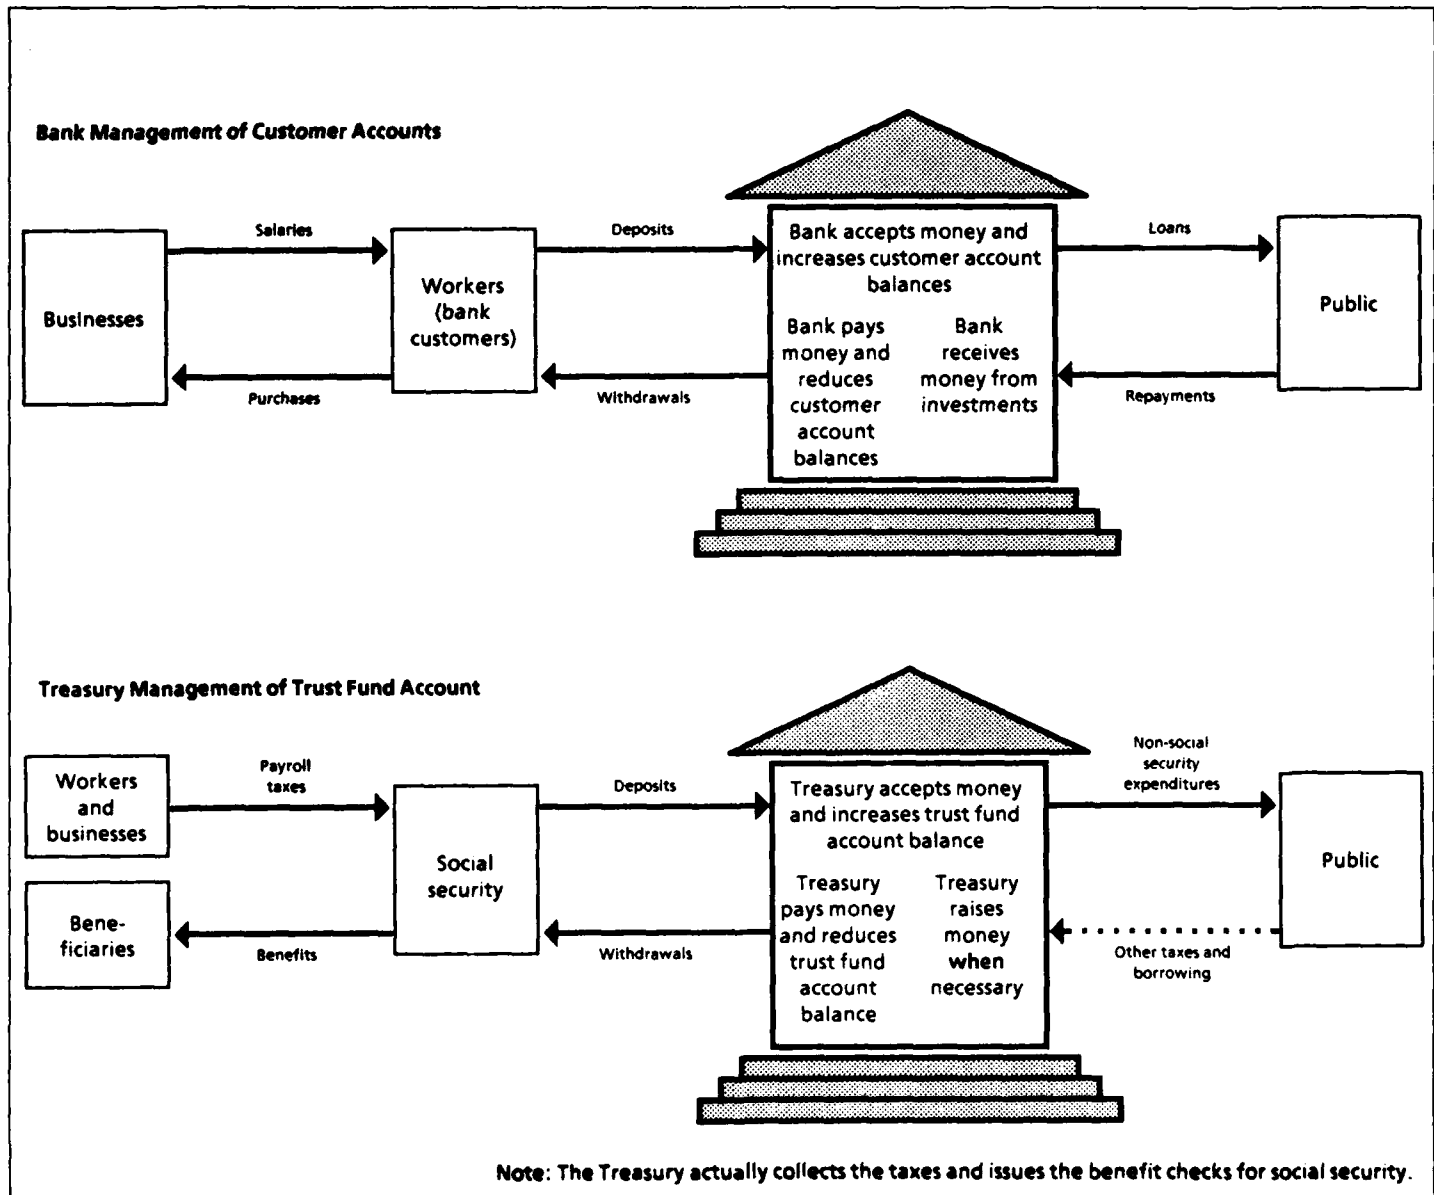 Bank Management of Customer Accounts
Businesses
Salaries
Purchases
Workers
(bank
customers)
Deposits
Withdrawals
Bank accepts money and
increases customer account
balances
Bank pays
money and
reduces
customer
account
balances
Bank
receives
money from
investments
Loans
Repayments
Public
Treasury Management of Trust Fund Account
Workers
and
businesses
Bene-
ficiaries
Payroll
taxes
Benefits
Social
security
Deposits
Withdrawals
Treasury accepts money
and increases trust fund
account balance
Treasury
pays money
and reduces
trust fund
account
balance
Treasury
raises
money
when
necessary
Non-social
security
expenditures
Other taxes and
borrowing
Public
Note: The Treasury actually collects the taxes and issues the benefit checks for social security.